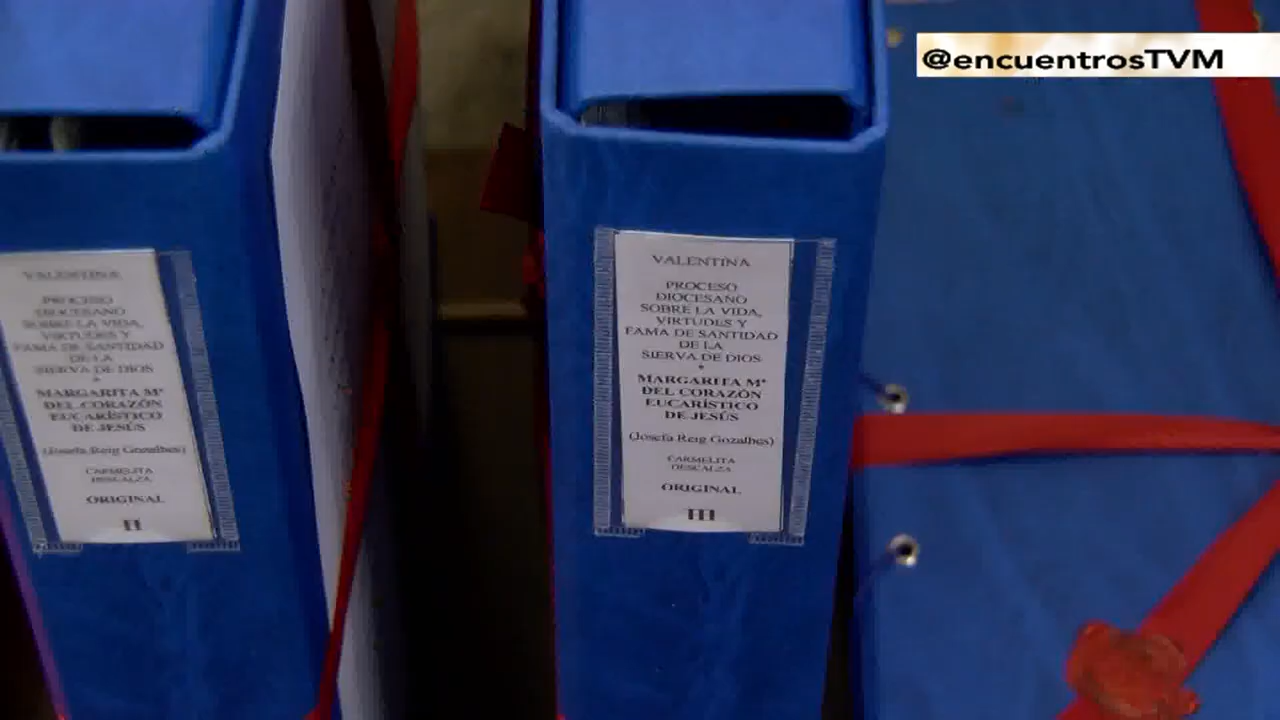 @encuentrosTVM
VALENTINA
PROCESO
DIOCESANO
SOBRE LA VIDA,
VIRTUDES Y
FAMA DE SANTIDAD
DE LA
SIERVA DE DIOS
*
MARGARITA Mª
DEL CORAZÓN
EUCARÍSTICO
DE JESÚS
(Josefa Reig Gozalbes)
CARMELITA
DESCALZA
ORIGINAL
II
VALENTINA
PROCESO
DIOCESANO
SOBRE LA VIDA,
VIRTUDES Y
FAMA DE SANTIDAD
DE LA
SIERVA DE DIOS
*
MARGARITA Mª
DEL CORAZÓN
EUCARÍSTICO
DE JESÚS
(Josefa Reig Gozalbes)
CARMELITA
DESCALZA
ORIGINAL
III